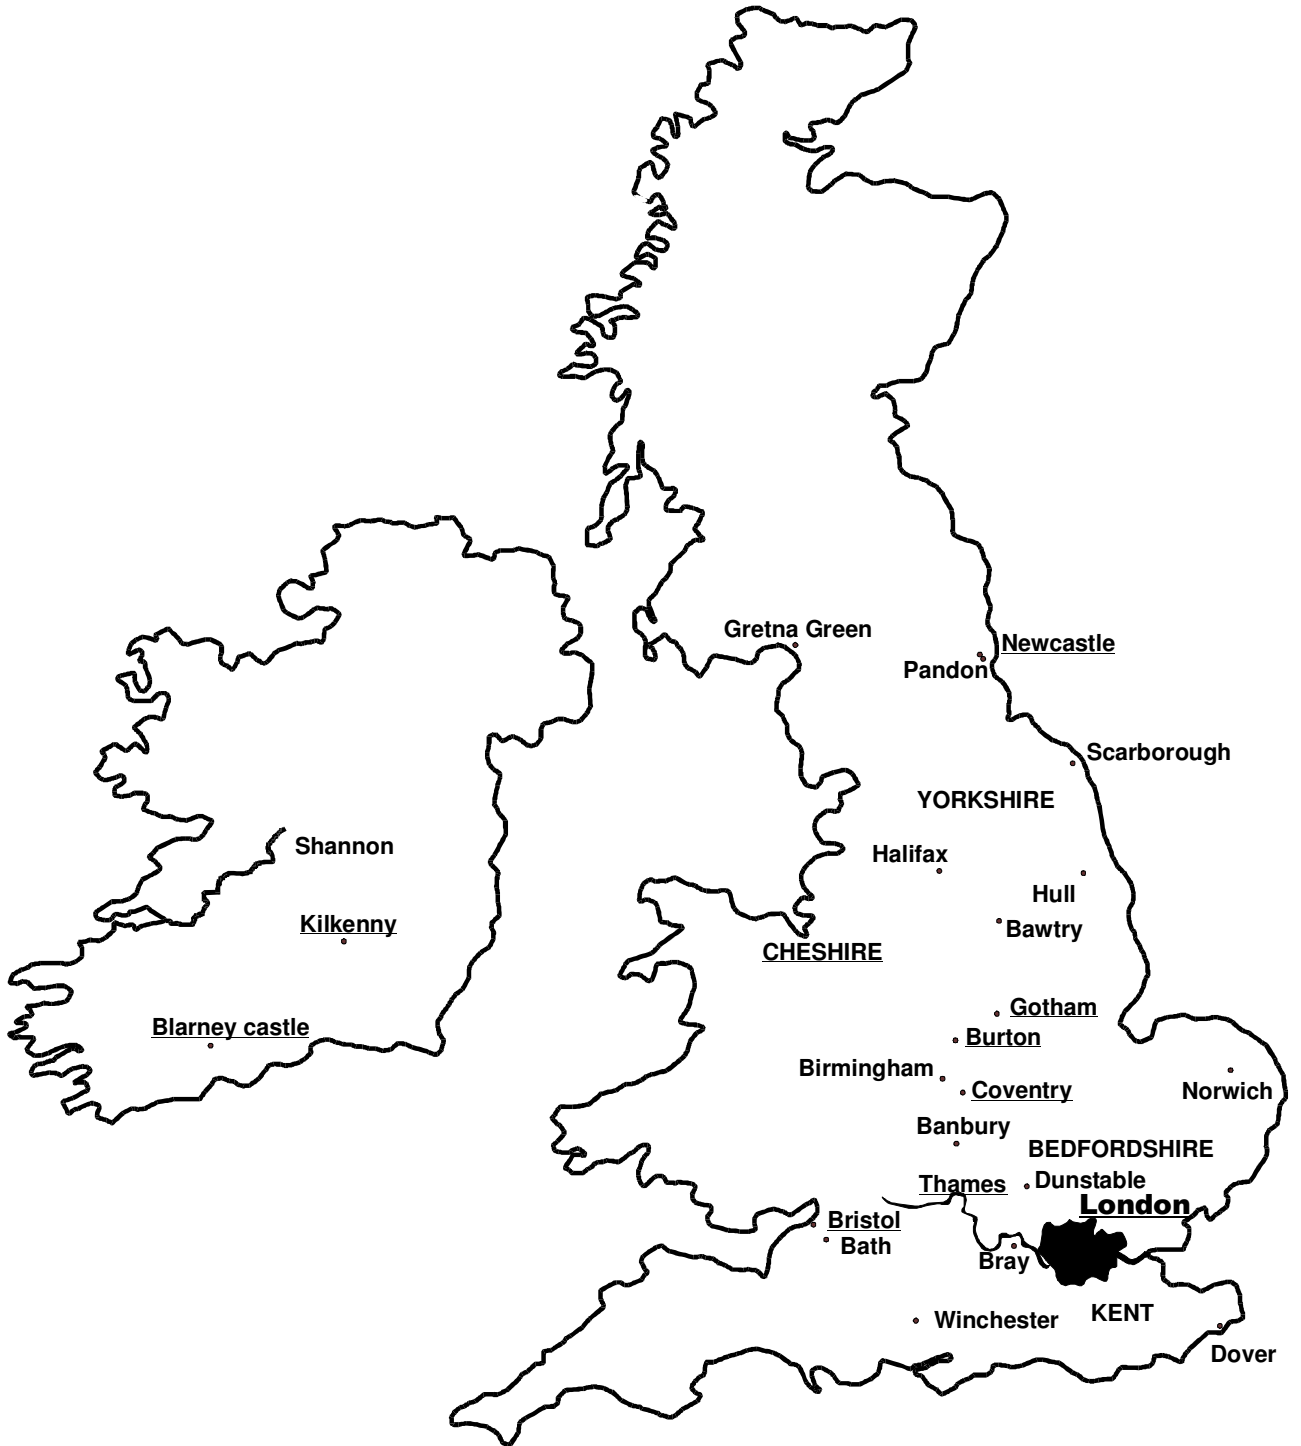 Gretna Green
Newcastle
Pandon
Scarborough
YORKSHIRE
Shannon
Halifax
Hull
Kilkenny
Bawtry
CHESHIRE
Gotham
Blarney castle
Burton
Birmingham
Coventry
Norwich
Banbury
BEDFORDSHIRE
Thames
Dunstable
London
Bristol
Bath
Bray
KENT
Winchester
Dover